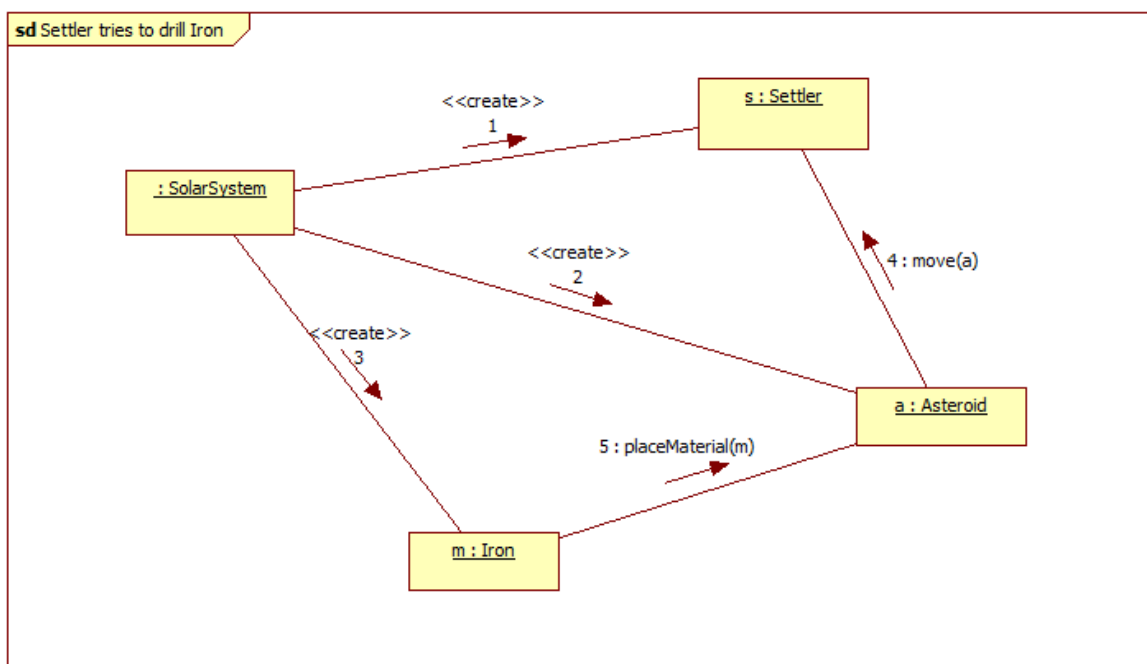 sd Settler tries to drill Iron
<<create>>
1
s : Settler
: SolarSystem
<<create>>
2
4 : move(a)
<<create>>
3
a : Asteroid
5 : placeMaterial(m)
m : Iron